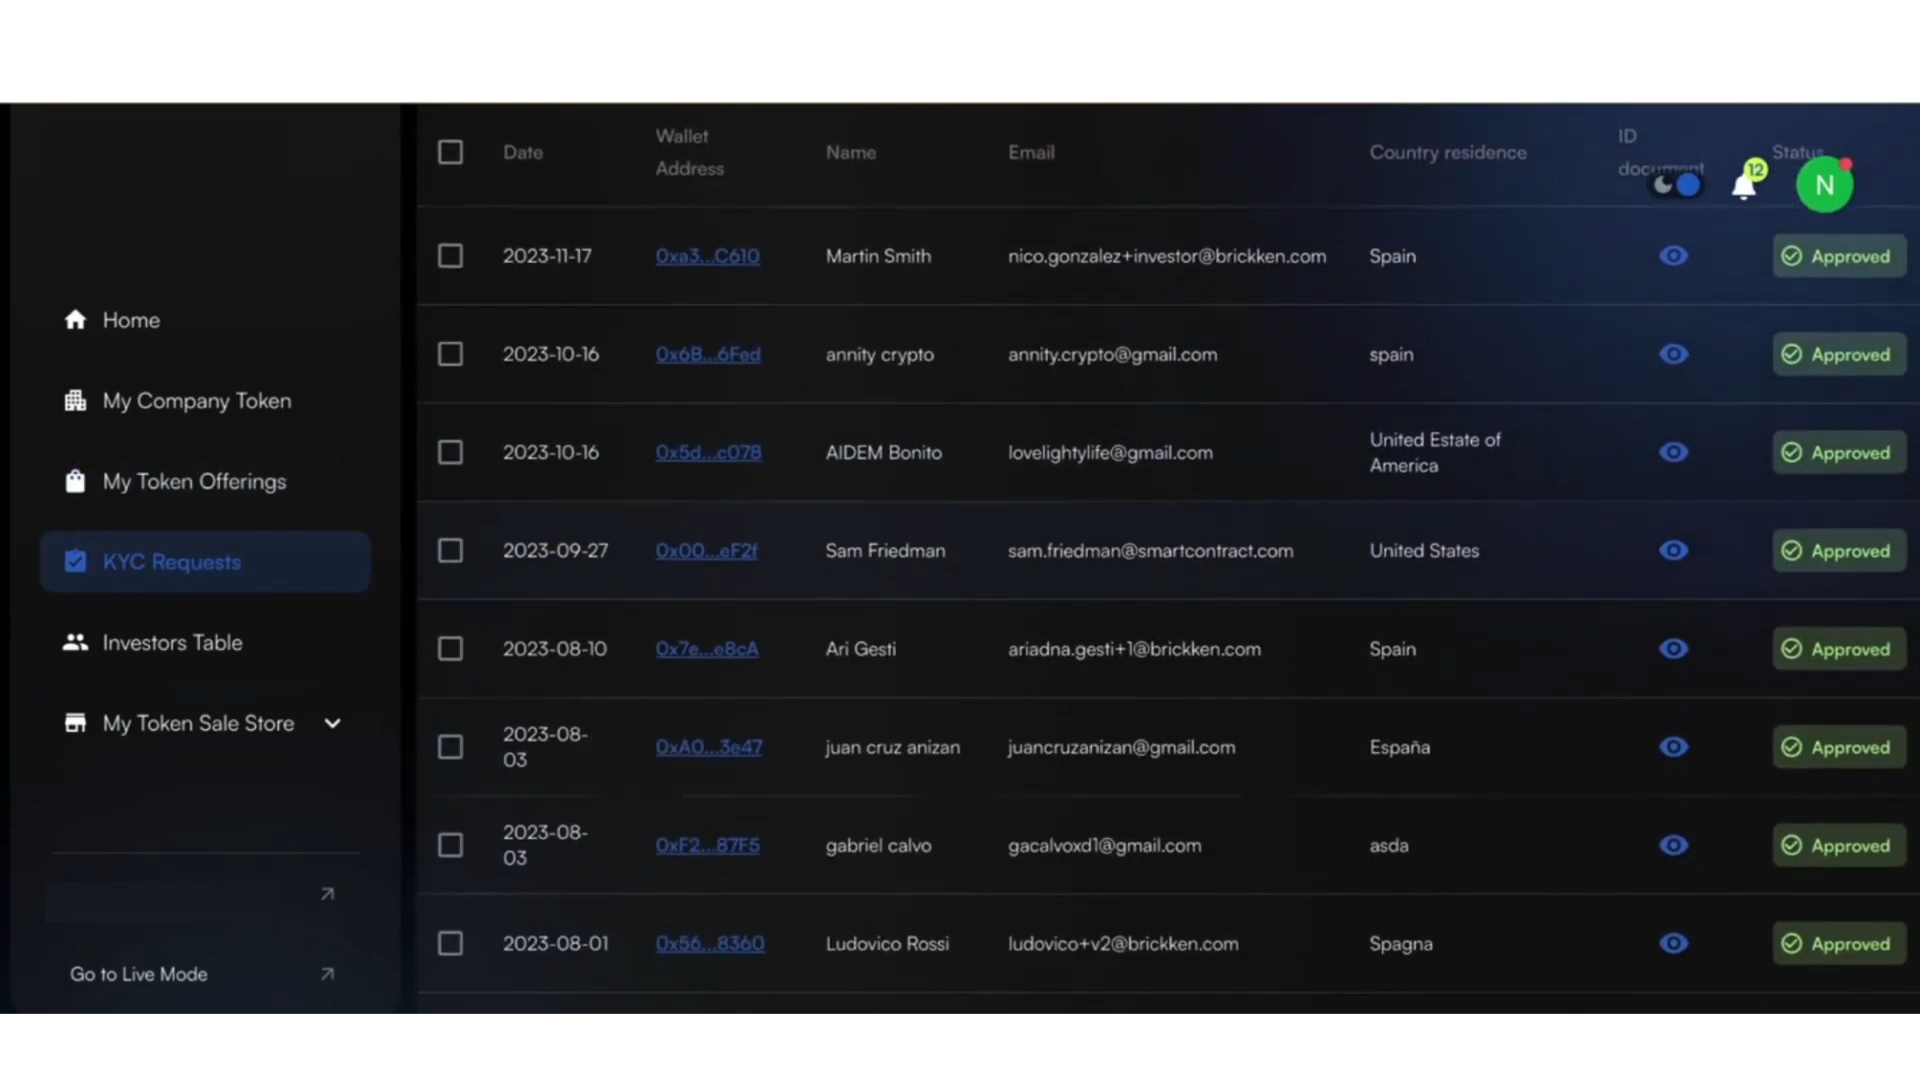 Home
My Company Token
My Token Offerings
KYC Requests
Investors Table
My Token Sale Store
Go to Live Mode
Date
Wallet
Address
Name
Email
Country residence
ID
document
Status
12
N
2023-11-17 0xa3...C610 Martin Smith nico.gonzalez+investor@brickken.com Spain Approved
2023-10-16 0x6B...6Fed annity crypto annity.crypto@gmail.com spain Approved
2023-10-16 0x5d...c078 AIDEM Bonito lovelightylife@gmail.com United Estate of
America
Approved
2023-09-27 0x00...eF2f Sam Friedman sam.friedman@smartcontract.com United States Approved
2023-08-10 0x7e...e8cA Ari Gesti ariadna.gesti+1@brickken.com Spain Approved
2023-08-
03
0xA0...3e47 juan cruz anizan juancruzanizan@gmail.com España Approved
2023-08-
03
0xF2...87F5 gabriel calvo gacalvoxd1@gmail.com asda Approved
2023-08-01 0x56...8360 Ludovico Rossi ludovico+v2@brickken.com Spagna Approved